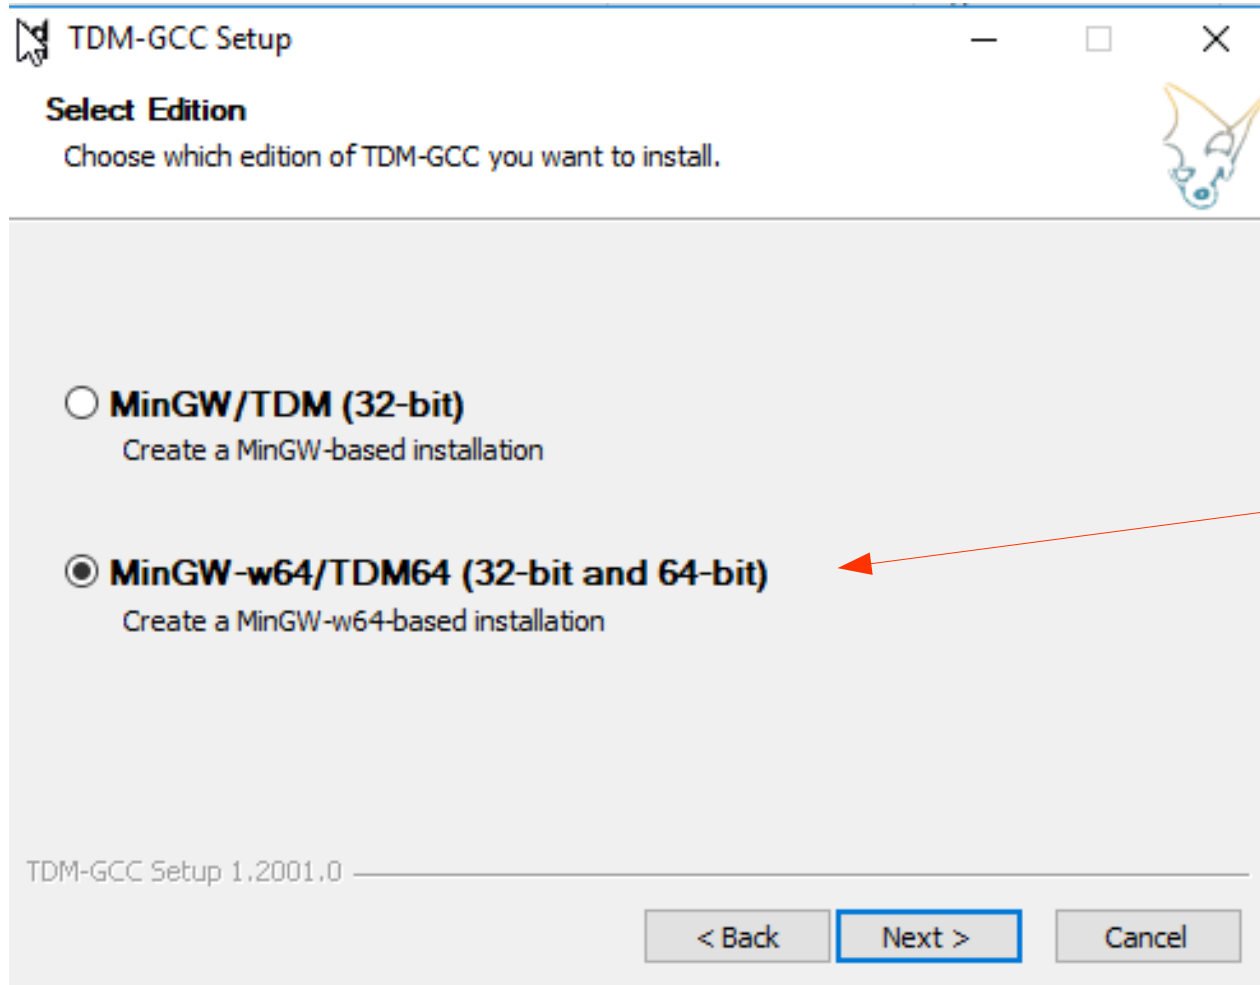 TDM-GCC Setup
Select Edition
Choose which edition of TDM-GCC you want to install.
MinGW/TDM (32-bit)
Create a MinGW-based installation
MinGW-w64/TDM64 (32-bit and 64-bit)
Create a MinGW-w64-based installation
TDM-GCC Setup 1.2001.0
< Back Next > Cancel